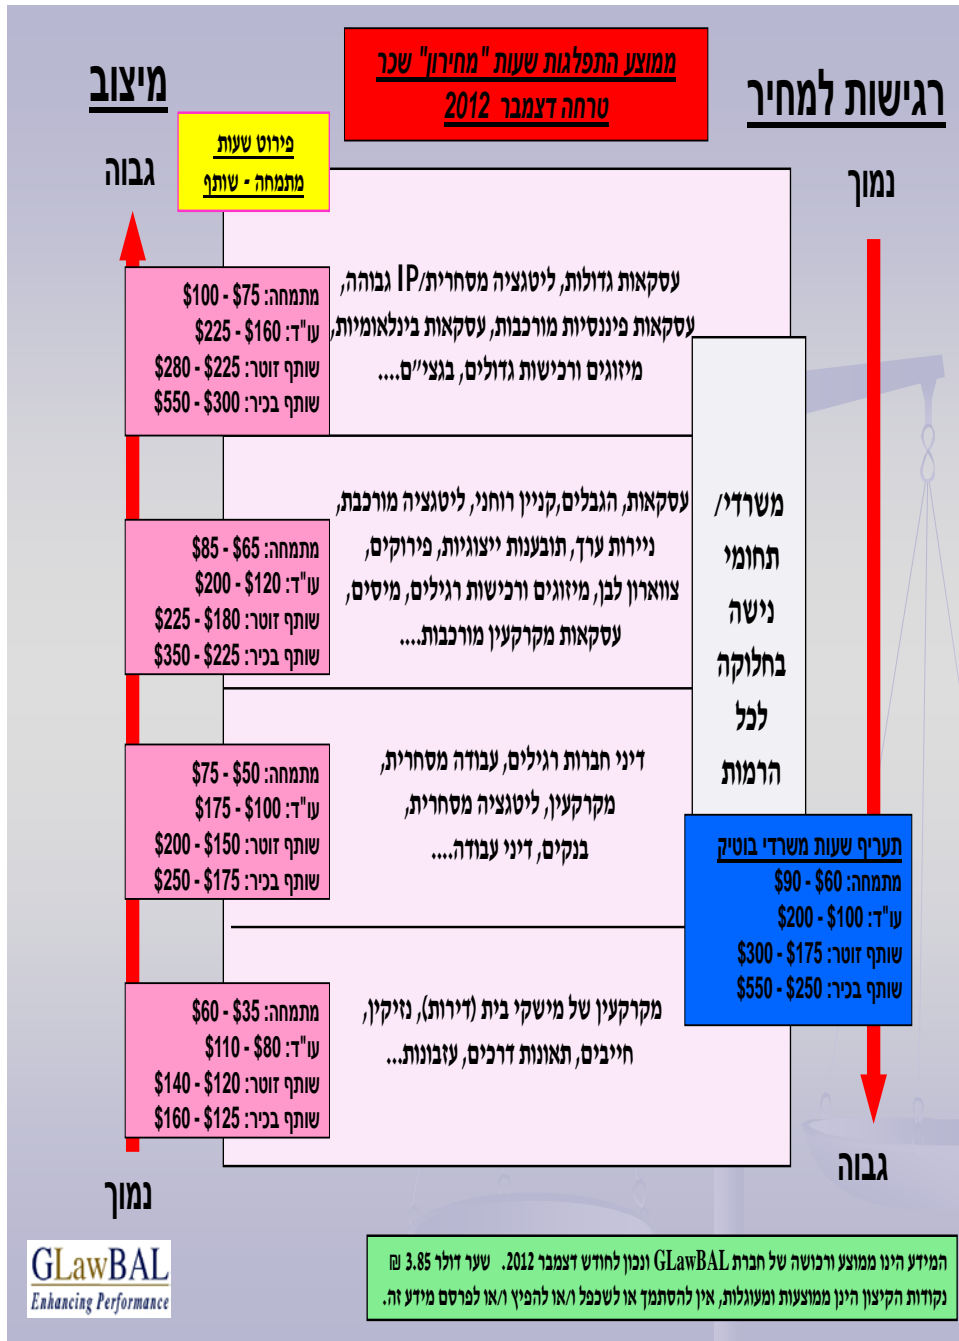 ממוצע התפלגות שעות "מחירון" שכר
טרחה דצמבר 2012
רגישות למחיר
נמוך
מיצוב
גבוה
פירוט שעות
מתמחה - שותף
עסקאות גדולות, ליטגציה מסחרית/IP גבוהה,
עסקאות פיננסיות מורכבות, עסקאות בינלאומיות,
מיזוגים ורכישות גדולים, בגצי״ם....
מתמחה: $75 - $100
עו"ד: $160 - $225
שותף זוטר: $225 - $280
שותף בכיר: $300 - $550
משרדי/
תחומי
נישה
בחלוקה
לכל
הרמות
עסקאות, הגבלים,קניין רוחני, ליטגציה מורכבת,
ניירות ערך, תובענות ייצוגיות, פירוקים,
צווארון לבן, מיזוגים ורכישות רגילים, מיסים,
עסקאות מקרקעין מורכבות....
מתמחה: $65 - $85
עו"ד: $120 - $200
שותף זוטר: $180 - $225
שותף בכיר: $225 - $350
דיני חברות רגילים, עבודה מסחרית,
מקרקעין, ליטגציה מסחרית,
בנקים, דיני עבודה....
מתמחה: $50 - $75
עו"ד: $100 - $175
שותף זוטר: $150 - $200
שותף בכיר: $175 - $250
תעריף שעות משרדי בוטיק
מתמחה: $60 - $90
עו"ד: $100 - $200
שותף זוטר: $175 - $300
שותף בכיר: $250 - $550
מקרקעין של מישקי בית (דירות), נזיקין,
חייבים, תאונות דרכים, עזבונות...
מתמחה: $35 - $60
עו"ד: $80 - $110
שותף זוטר: $120 - $140
שותף בכיר: $125 - $160
גבוה
נמוך
המידע הינו ממוצע ורכושה של חברת GLawBAL ונכון לחודש דצמבר 2012. שער דולר 3.85 ₪
נקודות הקיצון הינן ממוצעות ומעוגלות, אין להסתמך או לשכפל ו/או להפיץ ו/או לפרסם מידע זה.
GLawBAL
Enhancing Performance